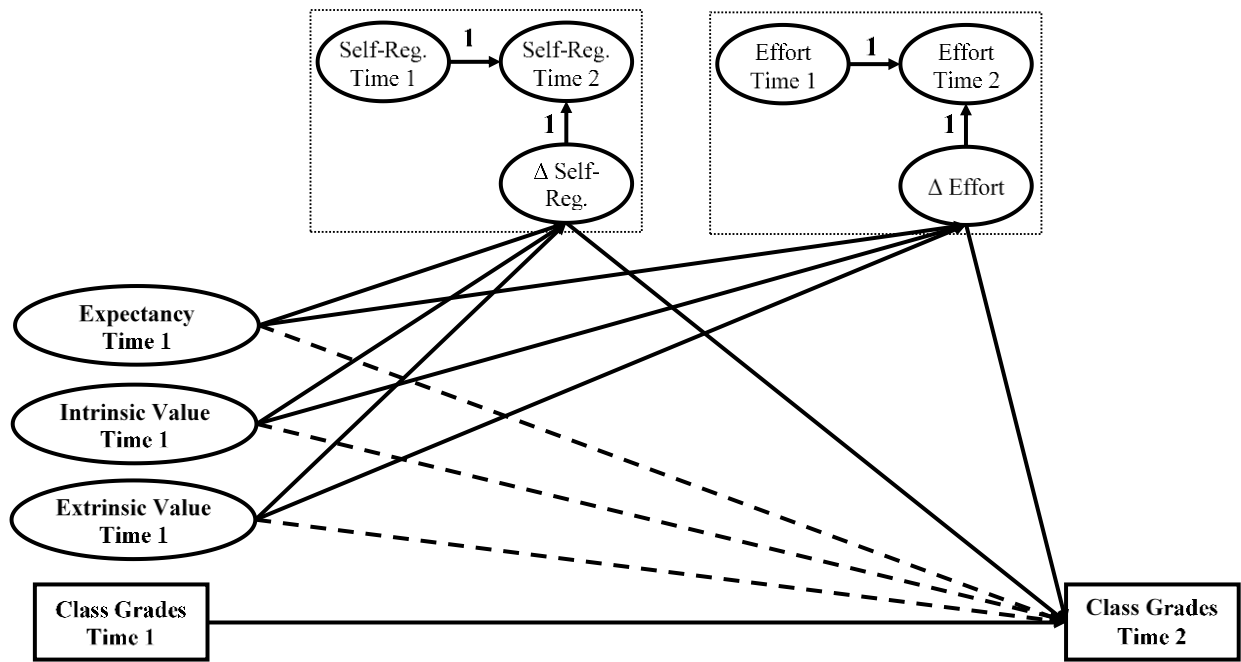 Self-Reg.
Time 1
1
Self-Reg.
Time 2
1
Δ Self-
Reg.
Effort
Time 1
1
Effort
Time 2
1
Δ Effort
Expectancy
Time 1
Intrinsic Value
Time 1
Extrinsic Value
Time 1
Class Grades
Time 1
Class Grades
Time 2